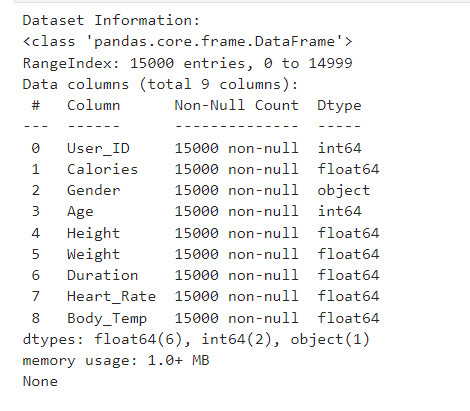 Dataset Information:
<class 'pandas.core.frame.DataFrame'>
RangeIndex: 15000 entries, 0 to 14999
Data columns (total 9 columns):
 #   Column      Non-Null Count  Dtype
---  ------      --------------  -----
 0   User_ID     15000 non-null  int64
 1   Calories    15000 non-null  float64
 2   Gender      15000 non-null  object
 3   Age         15000 non-null  int64
 4   Height      15000 non-null  float64
 5   Weight      15000 non-null  float64
 6   Duration    15000 non-null  float64
 7   Heart_Rate  15000 non-null  float64
 8   Body_Temp   15000 non-null  float64
dtypes: float64(6), int64(2), object(1)
memory usage: 1.0+ MB
None